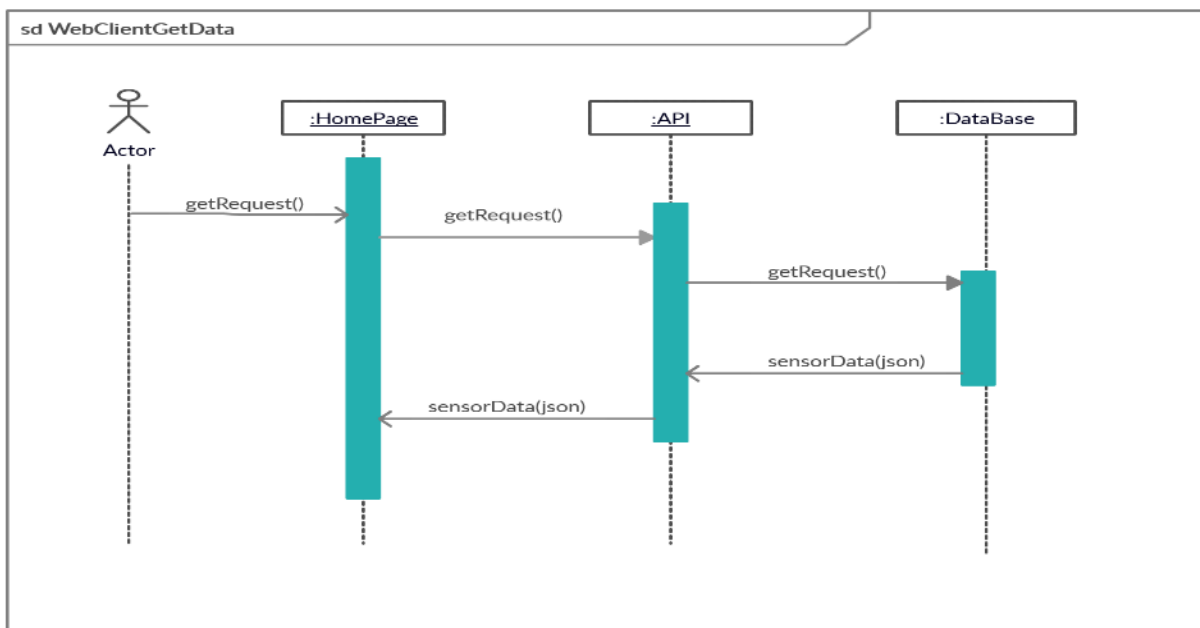 sd WebClientGetData
Actor
:HomePage
:API
:DataBase
getRequest()
getRequest()
getRequest()
sensorData(json)
sensorData(json)